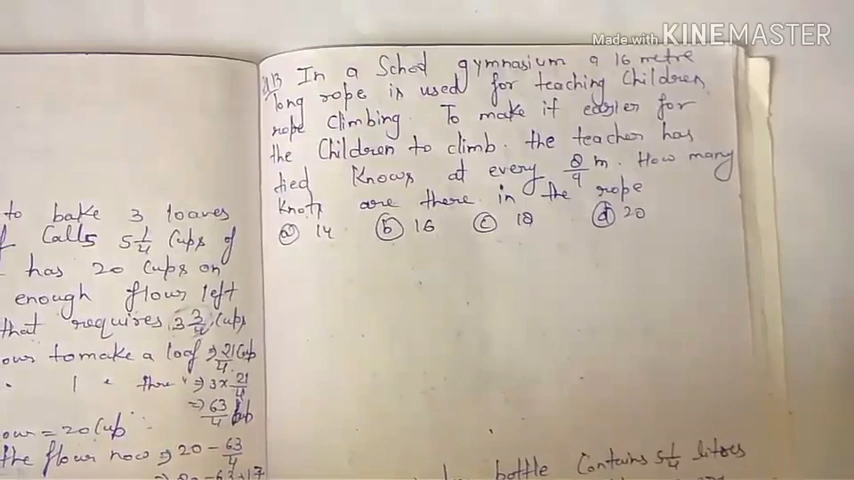 Made with KINEMASTER
13 In a School gymnasium a 16 metre
long rope is used for teaching Children
rope climbing. To make it easier for
the Children to climb. the teacher has
tied Knows at every 8/9 m. How many
Knots are there in the rope
(a) 14 (b) 16 (c) 18 (d) 20
to bake 3 loaves
Calls 5 1/4 Cups of
has 20 Cups on
enough flour left
that requires 3 3/4 Cups
to make a loaf ⇒ 21/4 Cup
1 " three " ⇒ 3 x 21/4
⇒ 63/4 Cup
= 20 Cup
the flour now ⇒ 20 - 63/4
bottle Contains 5 1/4 litres